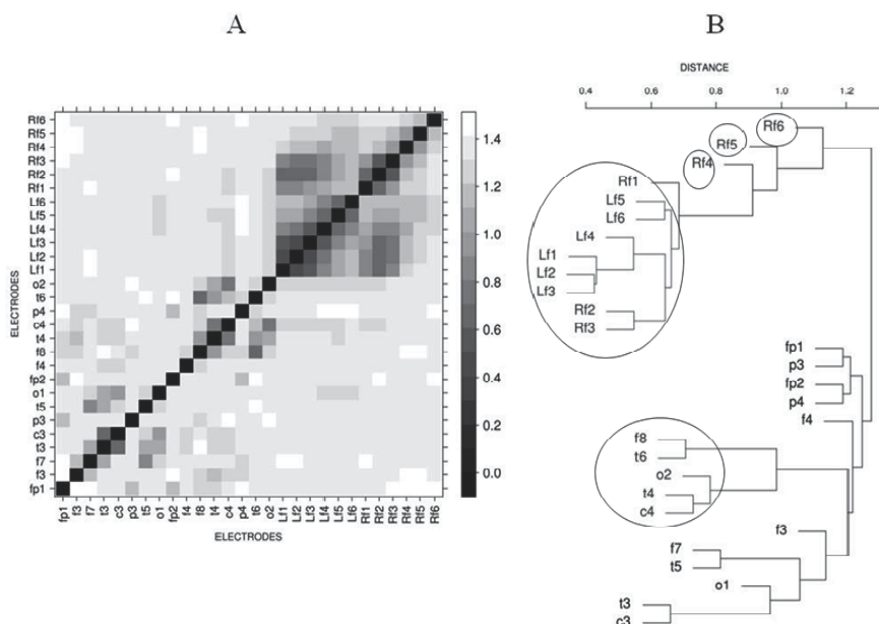 A
B
DISTANCE
0.4 0.6 0.8 1.0 1.2
Rf6
Rf5
Rf4
Rf3
Rf2
Rf1
Lf6
Lf5
Lf4
Lf3
Lf2
Lf1
o2
t6
p4
c4
t4
f8
f4
fp2
o1
t5
p3
c3
t3
f7
f3
fp1
ELECTRODES
fp1 f3 f7 t3 c3 p3 t5 o1 fp2 f4 f8 t4 c4 p4 t6 o2 Lf1 Lf2 Lf3 Lf4 Lf5 Lf6 Rf1 Rf2 Rf3 Rf4 Rf5 Rf6
ELECTRODES
1.4
1.2
1.0
0.8
0.6
0.4
0.2
0.0
Rf6
Rf5
Rf4
Rf1
Lf5
Lf6
Lf4
Lf1
Lf2
Lf3
Rf2
Rf3
fp1
p3
fp2
p4
f4
f8
t6
o2
t4
c4
f3
f7
t5
o1
t3
c3